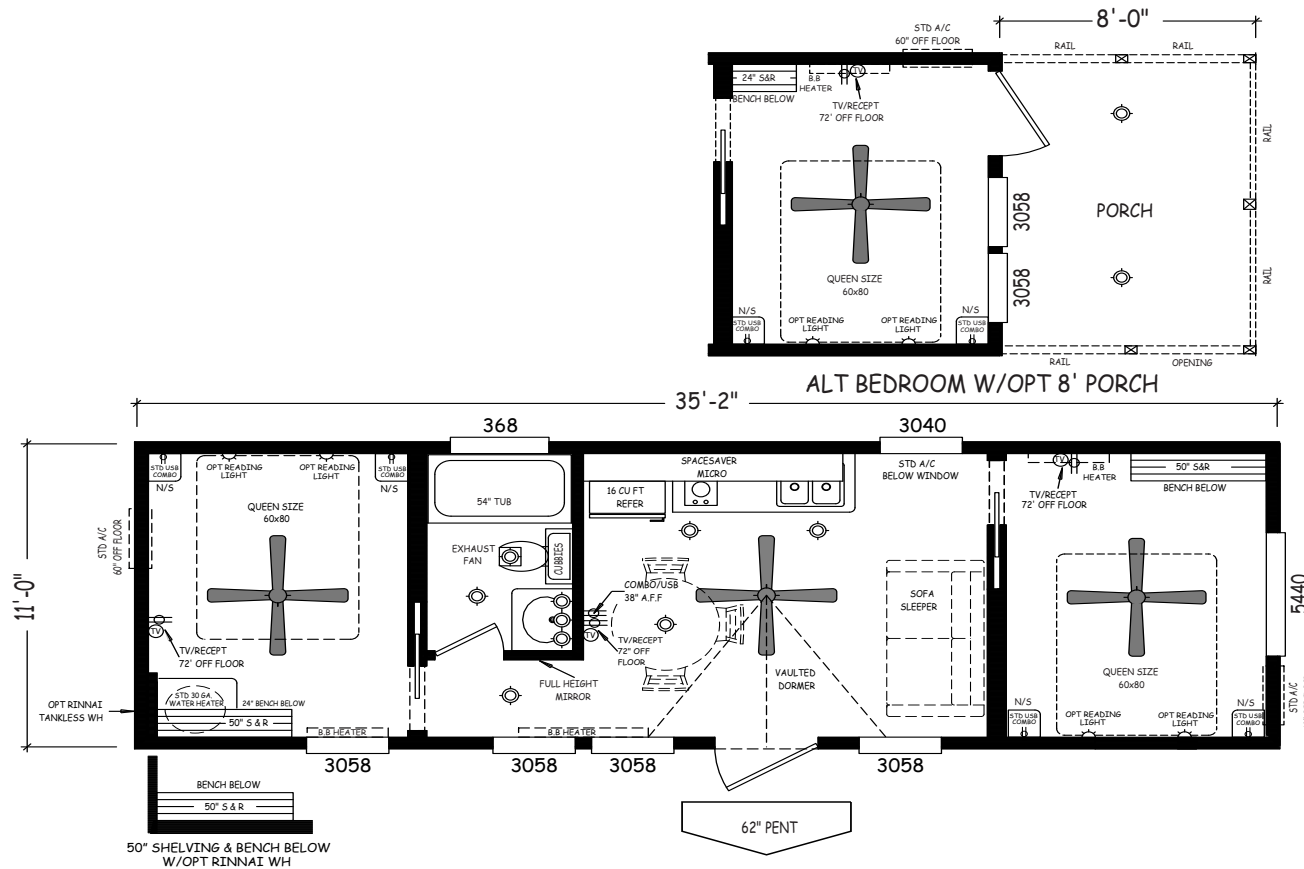 8'-0"
STD A/C
60" OFF FLOOR
RAIL
RAIL
24" S&R
BENCH BELOW
B.B
HEATER
TV
TV/RECEPT
72' OFF FLOOR
RAIL
3058
PORCH
QUEEN SIZE
60x80
3058
RAIL
N/S
STD USB
COMBO
OPT READING
LIGHT
OPT READING
LIGHT
N/S
STD USB
COMBO
RAIL
OPENING
ALT BEDROOM W/OPT 8' PORCH
35'-2"
368
3040
11'-0"
STD USB
COMBO
N/S
OPT READING
LIGHT
OPT READING
LIGHT
STD USB
COMBO
N/S
QUEEN SIZE
60x80
STD A/C
60" OFF FLOOR
TV
TV/RECEPT
72' OFF FLOOR
OPT RINNAI
TANKLESS WH
STD 30 GA.
WATER HEATER
24" BENCH BELOW
50" S & R
B.B HEATER
3058
54" TUB
EXHAUST
FAN
CUBBIES
FULL HEIGHT
MIRROR
SPACESAVER
MICRO
16 CU FT
REFER
COMBO/USB
38" A.F.F
TV
TV/RECEPT
72" OFF
FLOOR
B.B HEATER
3058
3058
VAULTED
DORMER
STD A/C
BELOW WINDOW
SOFA
SLEEPER
3058
62" PENT
TV
B.B
HEATER
TV/RECEPT
72' OFF FLOOR
50" S&R
BENCH BELOW
5440
QUEEN SIZE
60x80
STD A/C
N/S
STD USB
COMBO
OPT READING
LIGHT
OPT READING
LIGHT
N/S
STD USB
COMBO
BENCH BELOW
50" S & R
50" SHELVING & BENCH BELOW
W/OPT RINNAI WH